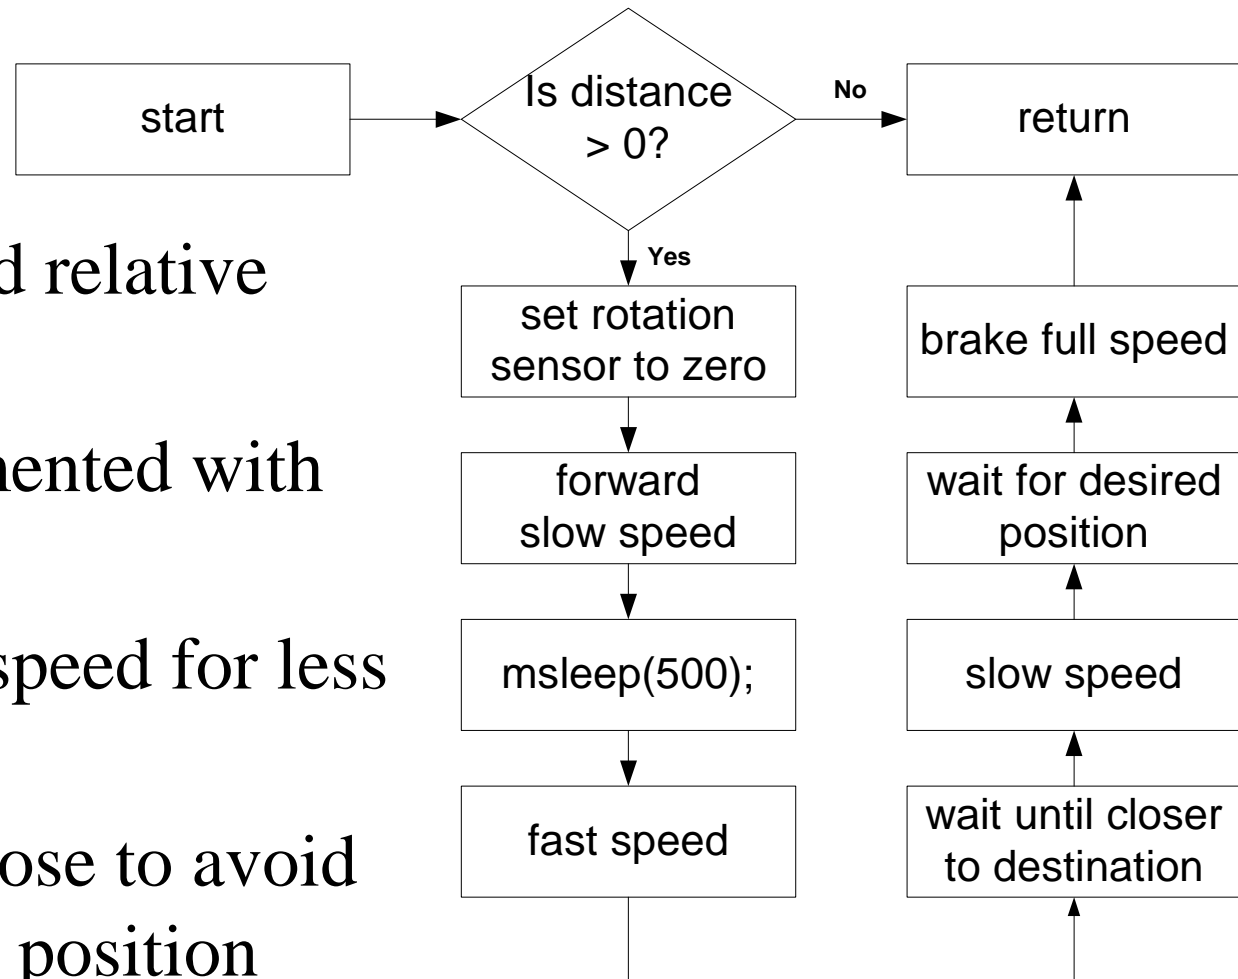 start
Is distance
> 0?
No
return
Yes
d relative
set rotation
sensor to zero
brake full speed
nented with
forward
slow speed
wait for desired
position
speed for less
msleep(500);
slow speed
ose to avoid
position
fast speed
wait until closer
to destination